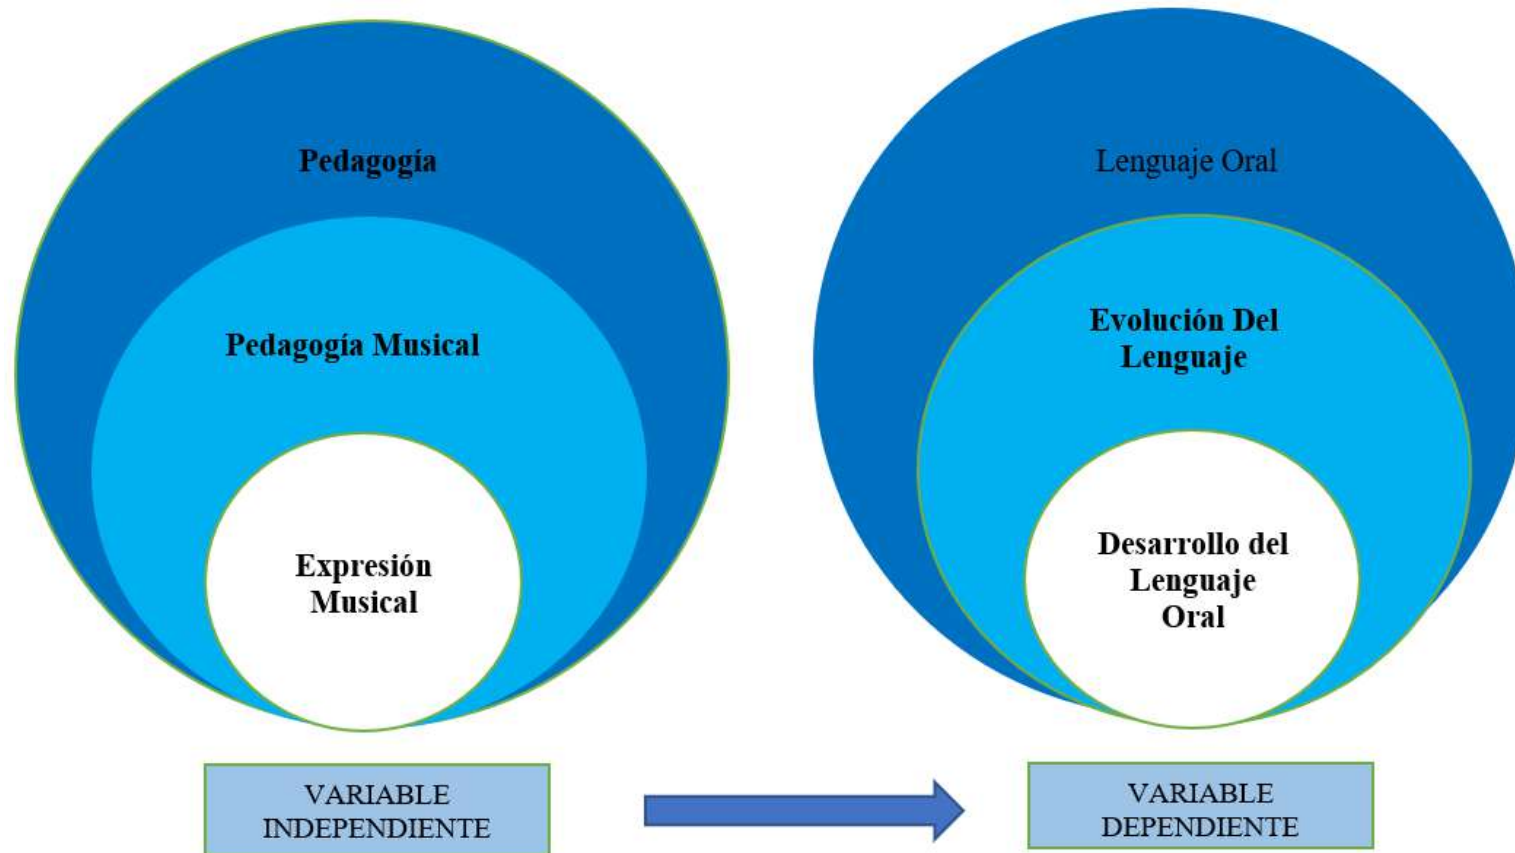 Pedagogía
Pedagogía Musical
Expresión
Musical
VARIABLE
INDEPENDIENTE
Lenguaje Oral
Evolución Del
Lenguaje
Desarrollo del
Lenguaje
Oral
VARIABLE
DEPENDIENTE